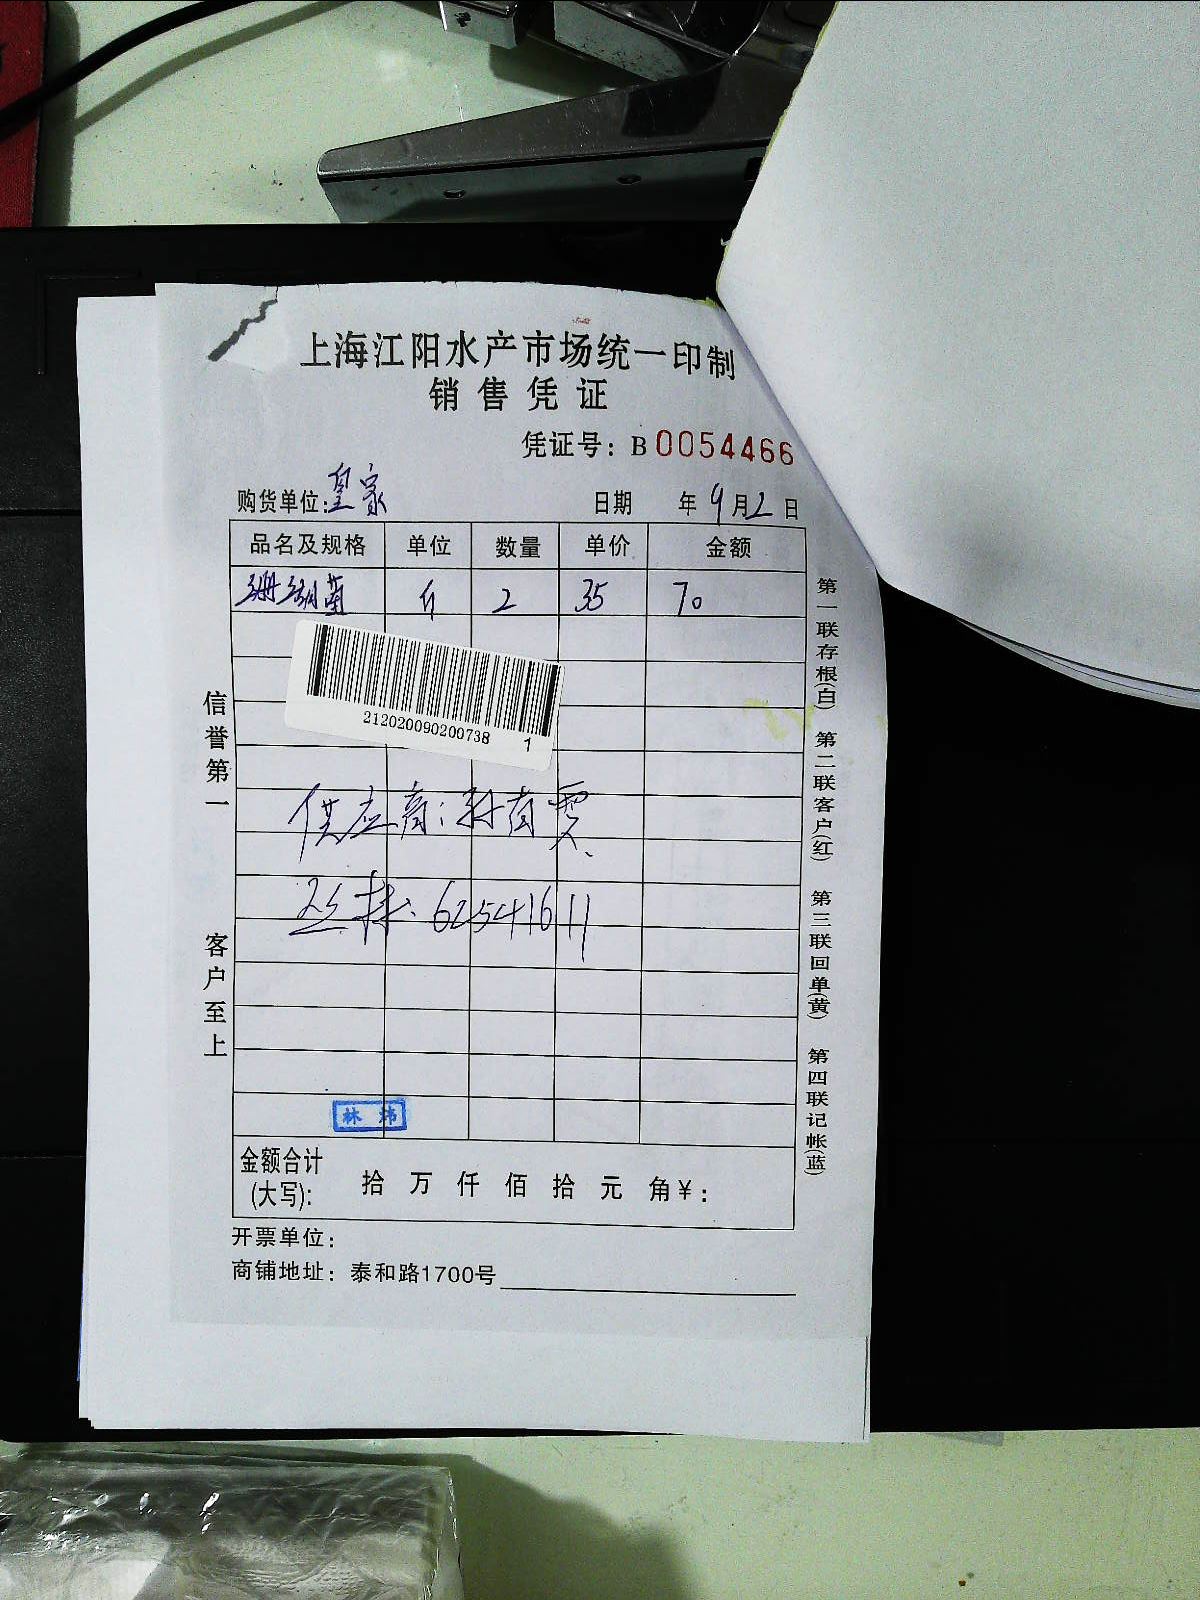 上海江阳水产市场统一印制
销售凭证
凭证号：B 0054466
购货单位：皇家 日期 年 9月2日
品名及规格 单位 数量 单价 金额
珊瑚菌 斤 2 35 70
212020090200738 1
供应商：
62541611
林炜
金额合计(大写)： 拾 万 仟 佰 拾 元 角 ¥：
开票单位：
商铺地址：泰和路1700号
信誉第一 客户至上
第一联存根(白) 第二联客户(红) 第三联回单(黄) 第四联记帐(蓝)